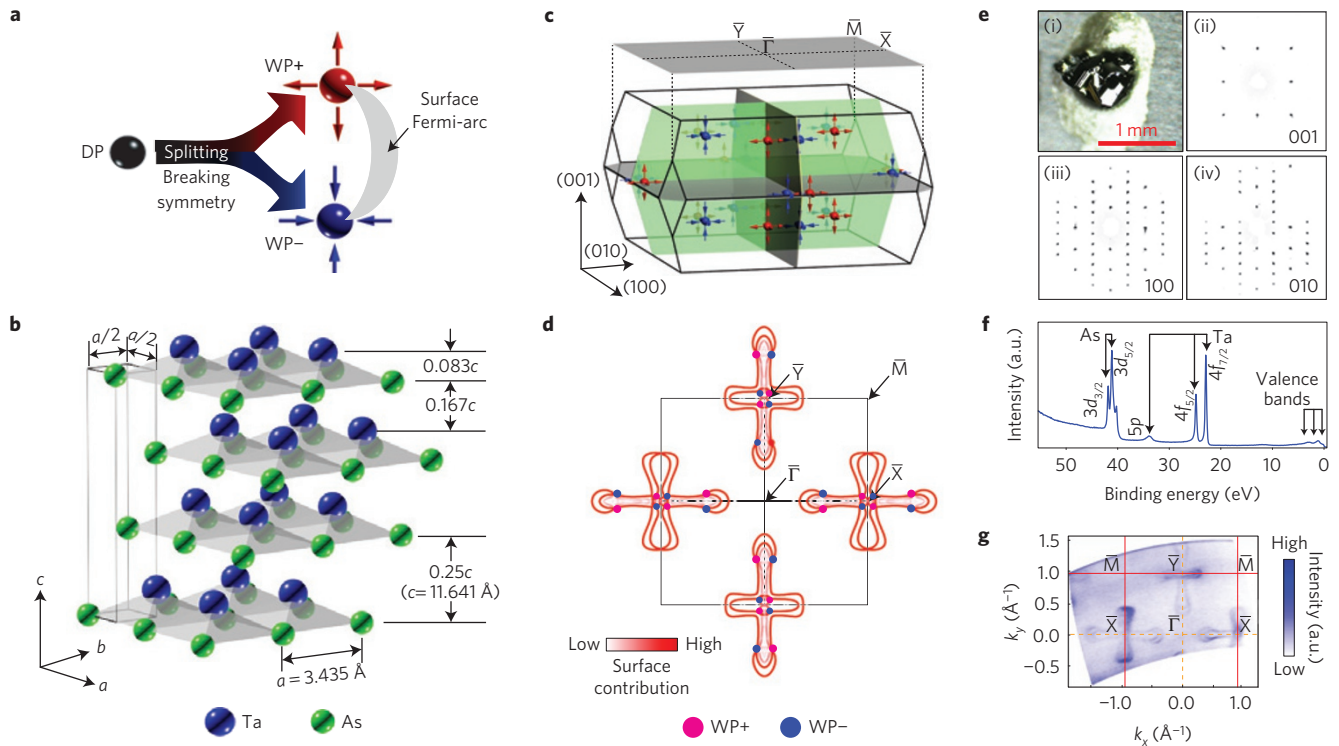 a
WP+
DP
Splitting
Breaking
symmetry
WP−
Surface
Fermi-arc
b
a/2
a/2
0.083c
0.167c
0.25c
(c = 11.641 Å)
a = 3.435 Å
c
b
a
Ta
As
c
Y̅
Γ̅
M̅
X̅
(001)
(010)
(100)
d
Y̅
M̅
Γ̅
X̅
Low
High
Surface
contribution
WP+
WP−
e
(i)
1 mm
(ii)
001
(iii)
100
(iv)
010
f
Intensity (a.u.)
As
3d3/2
3d5/2
5p
Ta
4f5/2
4f7/2
Valence
bands
50
40
30
20
10
0
Binding energy (eV)
g
1.5
1.0
0.5
0.0
−0.5
ky (Å−1)
M̅
Y̅
M̅
X̅
Γ̅
X̅
−1.0
0.0
1.0
kx (Å−1)
High
Low
Intensity (a.u.)